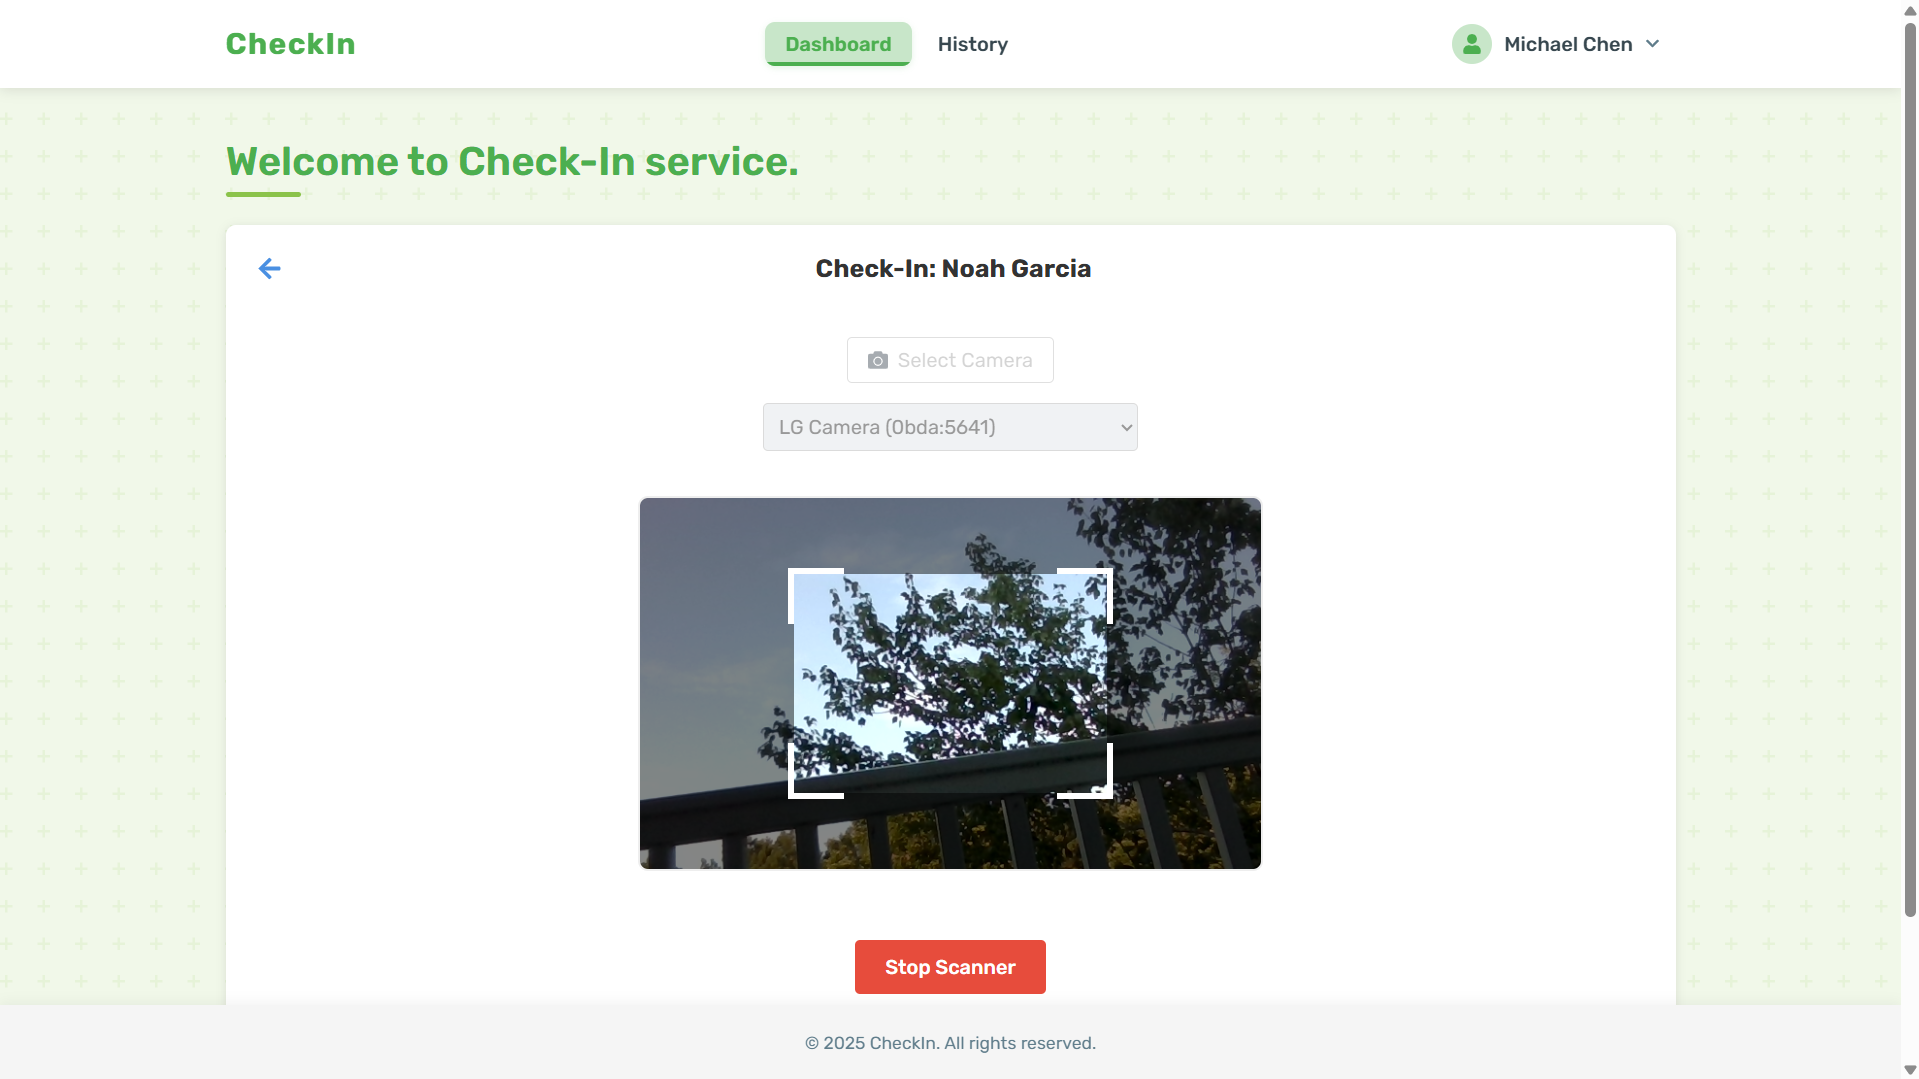 CheckIn
Dashboard
History
Michael Chen
Welcome to Check-In service.
Check-In: Noah Garcia
Select Camera
LG Camera (0bda:5641)
Stop Scanner
© 2025 CheckIn. All rights reserved.